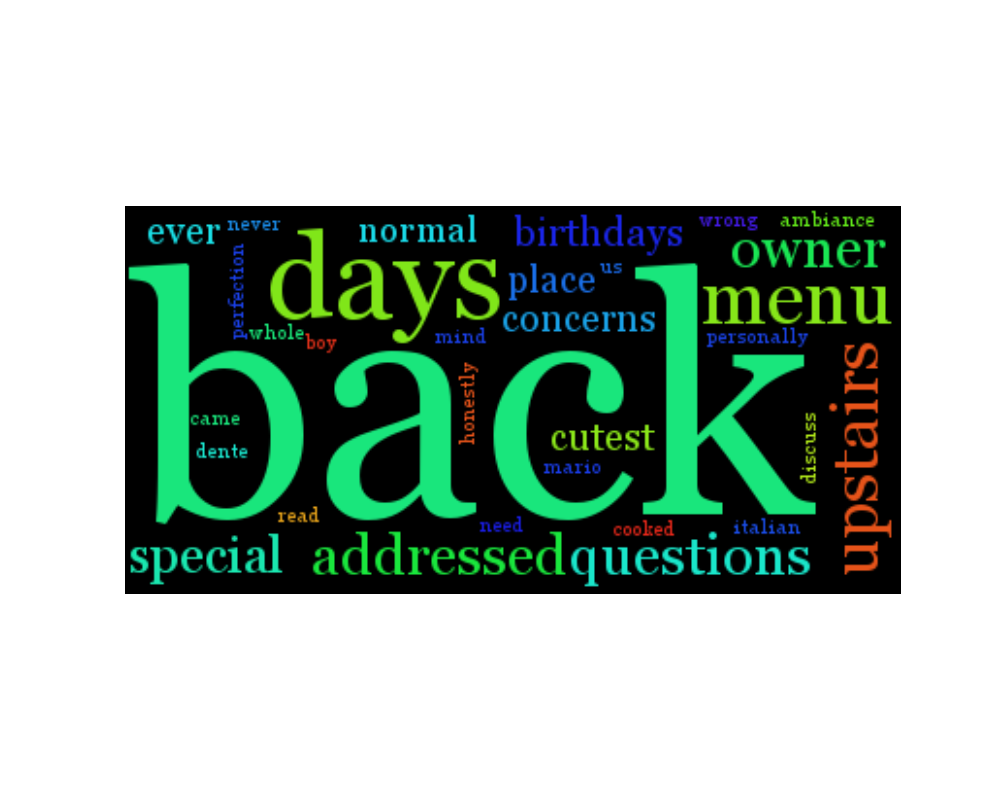 ever never normal birthdays wrong ambiance
perfection days place us owner
concerns menu
whole boy mind personally
back
came honestly cutest discuss upstairs
dente mario
read need cooked italian
special addressed questions